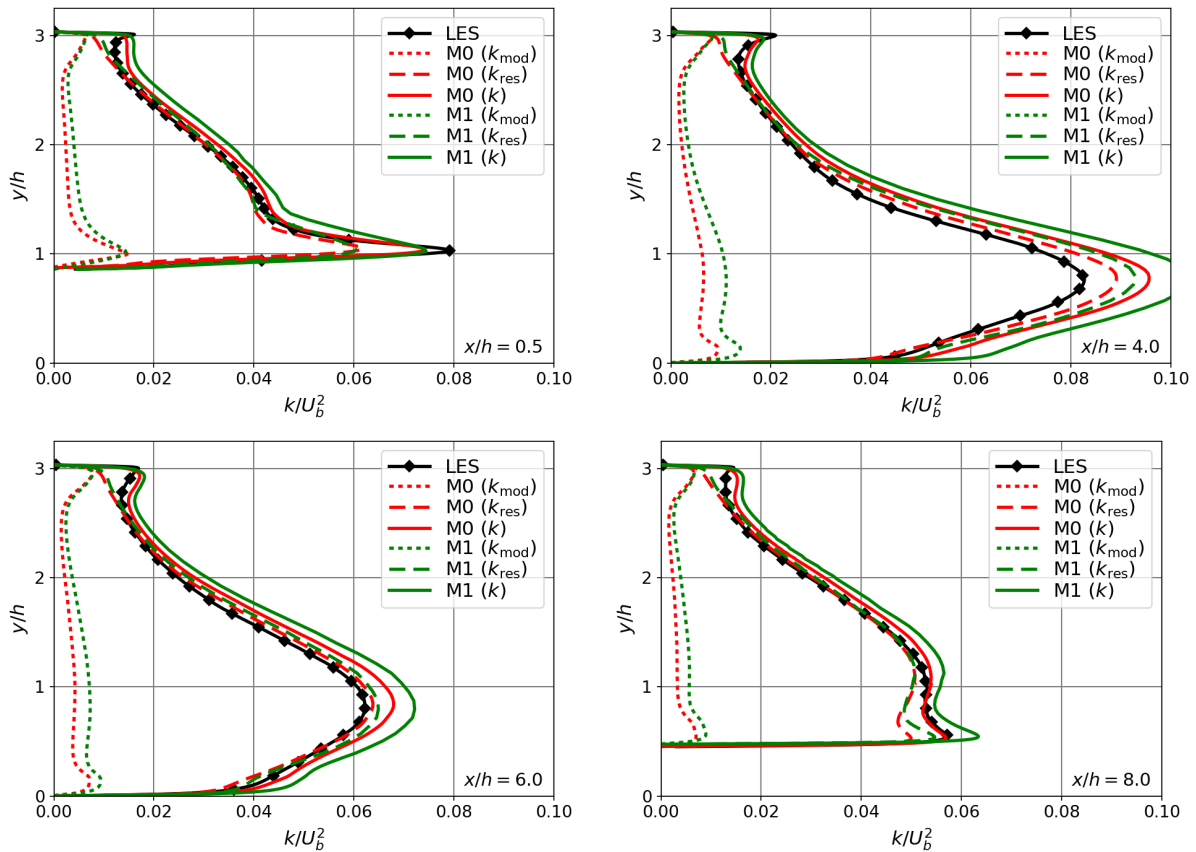 3
2
1
0
y/h
LES
M0 (k_mod)
M0 (k_res)
M0 (k)
M1 (k_mod)
M1 (k_res)
M1 (k)
x/h = 0.5
0.00 0.02 0.04 0.06 0.08 0.10
k/U_b^2
3
2
1
0
y/h
LES
M0 (k_mod)
M0 (k_res)
M0 (k)
M1 (k_mod)
M1 (k_res)
M1 (k)
x/h = 4.0
0.00 0.02 0.04 0.06 0.08 0.10
k/U_b^2
3
2
1
0
y/h
LES
M0 (k_mod)
M0 (k_res)
M0 (k)
M1 (k_mod)
M1 (k_res)
M1 (k)
x/h = 6.0
0.00 0.02 0.04 0.06 0.08 0.10
k/U_b^2
3
2
1
0
y/h
LES
M0 (k_mod)
M0 (k_res)
M0 (k)
M1 (k_mod)
M1 (k_res)
M1 (k)
x/h = 8.0
0.00 0.02 0.04 0.06 0.08 0.10
k/U_b^2